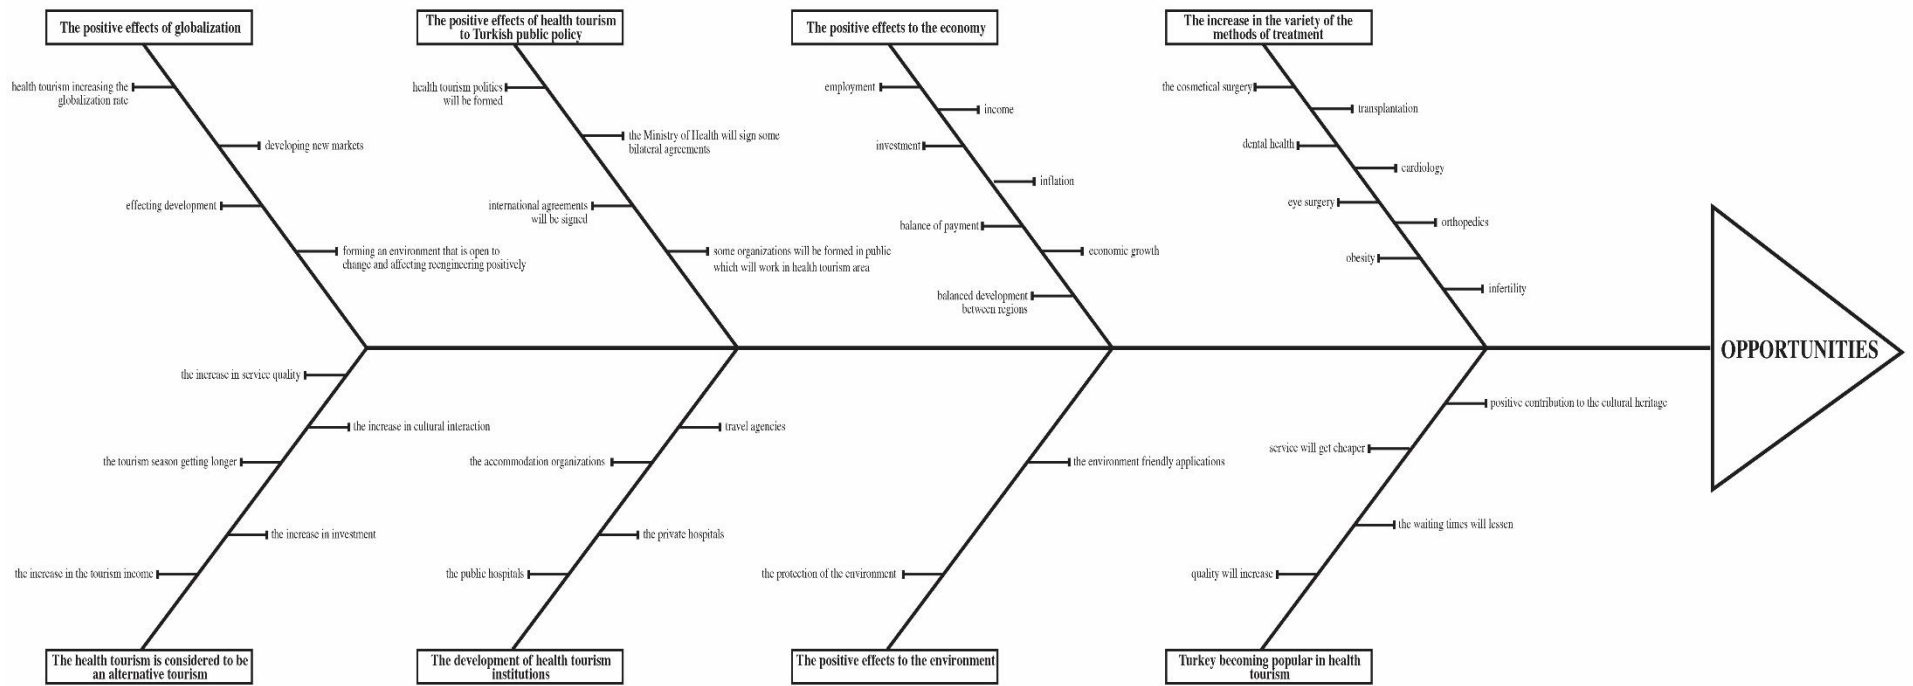 The positive effects of globalization
health tourism increasing the
globalization rate
developing new markets
effecting development
forming an environment that is open to
change and affecting reengineering positively
The positive effects of health tourism
to Turkish public policy
health tourism politics
will be formed
the Ministry of Health will sign some
bilateral agreements
international agreements
will be signed
some organizations will be formed in public
which will work in health tourism area
The positive effects to the economy
employment
income
investment
inflation
balance of payment
economic growth
balanced development
between regions
The increase in the variety of the
methods of treatment
the cosmetical surgery
transplantation
dental health
cardiology
eye surgery
orthopedics
obesity
infertility
OPPORTUNITIES
the increase in service quality
the increase in cultural interaction
the tourism season getting longer
the increase in investment
the increase in the tourism income
The health tourism is considered to be
an alternative tourism
travel agencies
the accommodation organizations
the private hospitals
the public hospitals
The development of health tourism
institutions
the environment friendly applications
the protection of the environment
The positive effects to the environment
positive contribution to the cultural heritage
service will get cheaper
the waiting times will lessen
quality will increase
Turkey becoming popular in health
tourism